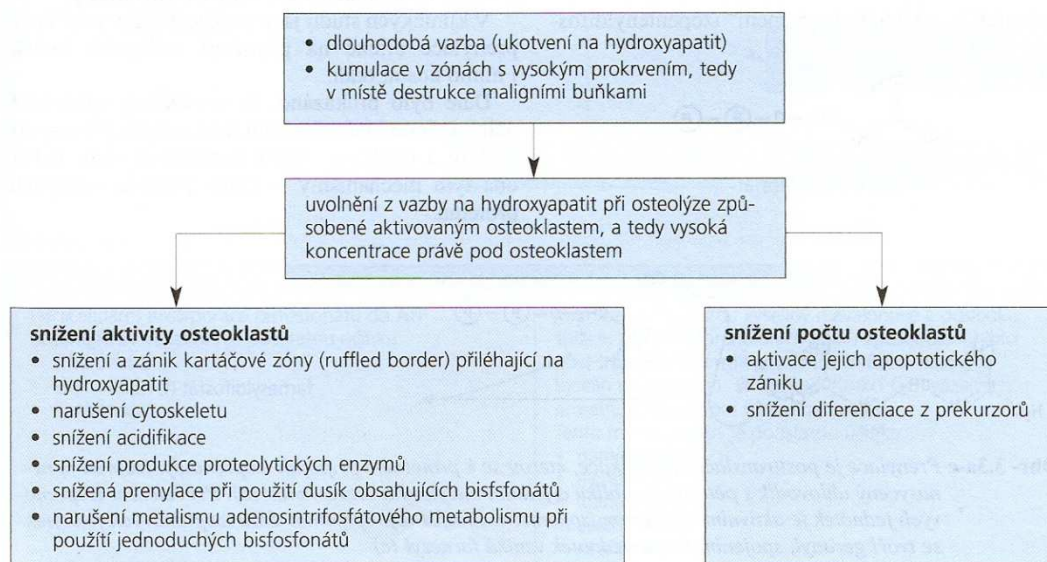 • dlouhodobá vazba (ukotvení na hydroxyapatit)
• kumulace v zónách s vysokým prokrvením, tedy
v místě destrukce maligními buňkami
uvolnění z vazby na hydroxyapatit při osteolýze způ-
sobené aktivovaným osteoklastem, a tedy vysoká
koncentrace právě pod osteoklastem
snížení aktivity osteoklastů
• snížení a zánik kartáčové zóny (ruffled border) přiléhající na
hydroxyapatit
• narušení cytoskeletu
• snížení acidifikace
• snížení produkce proteolytických enzymů
• snížená prenylace při použití dusík obsahujících bisfsfonátů
• narušení metalismu adenosintrifosfátového metabolismu při
použítí jednoduchých bisfosfonátů
snížení počtu osteoklastů
• aktivace jejich apoptotického
zániku
• snížení diferenciace z prekurzorů